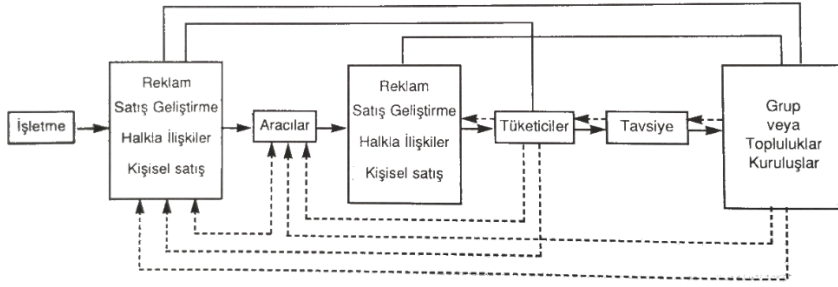 İşletme
Reklam
Satış Geliştirme
Halkla İlişkiler
Kişisel satış
Aracılar
Reklam
Satış Geliştirme
Halkla İlişkiler
Kişisel satış
Tüketiciler
Tavsiye
Grup
veya
Topluluklar
Kuruluşlar